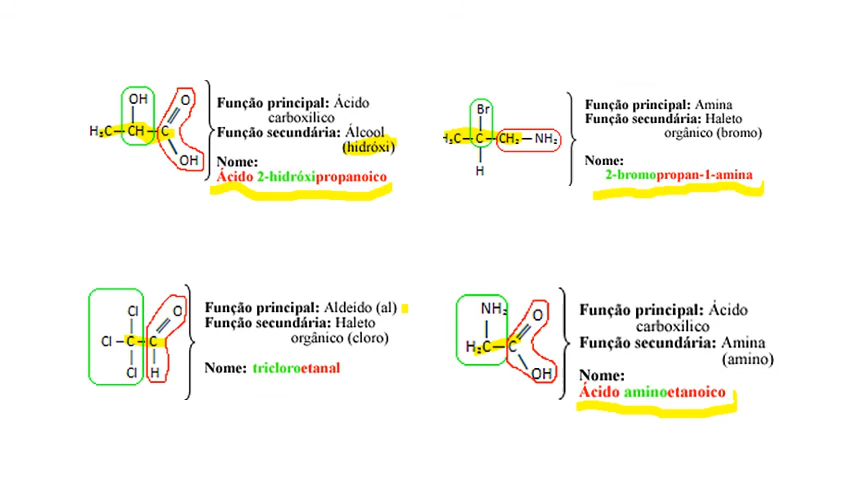 OH
O
H₃C
CH
C
OH
Função principal: Ácido
carboxílico
Função secundária: Álcool
(hidróxi)
Nome:
Ácido 2-hidróxipropanoico
Br
H₃C
C
CH₂
NH₂
H
Função principal: Amina
Função secundária: Haleto
orgânico (bromo)
Nome:
2-bromopropan-1-amina
Cl
O
Cl
C
C
Cl
H
Função principal: Aldeido (al)
Função secundária: Haleto
orgânico (cloro)
Nome: tricloroetanal
NH₂
O
H₂C
C
OH
Função principal: Ácido
carboxílico
Função secundária: Amina
(amino)
Nome:
Ácido aminoetanoico